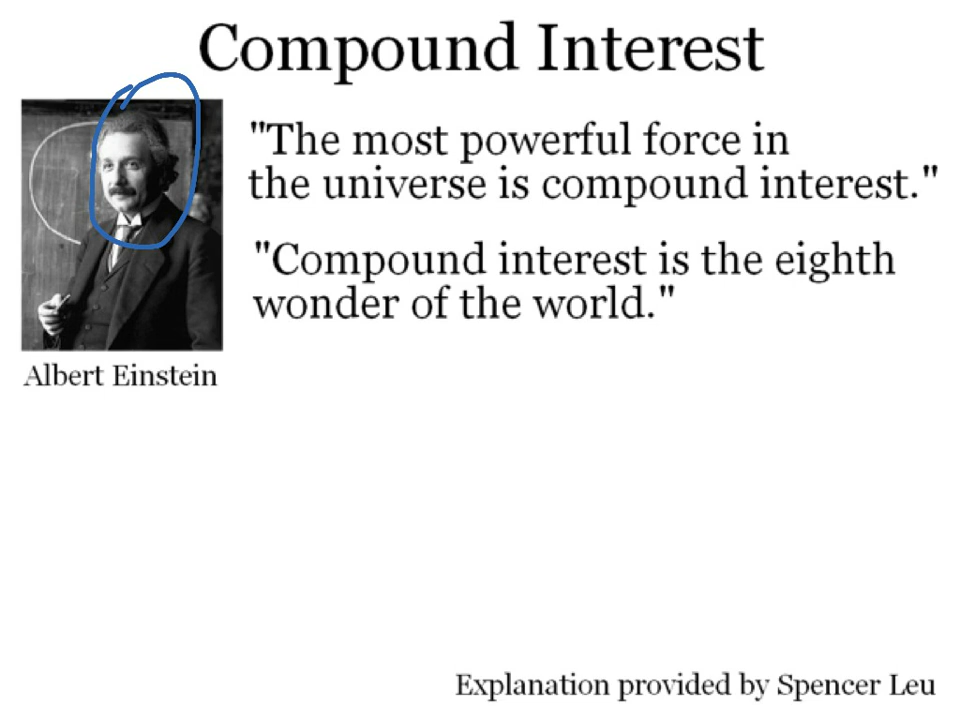 Compound Interest
"The most powerful force in
the universe is compound interest."
"Compound interest is the eighth
wonder of the world."
Albert Einstein
Explanation provided by Spencer Leu